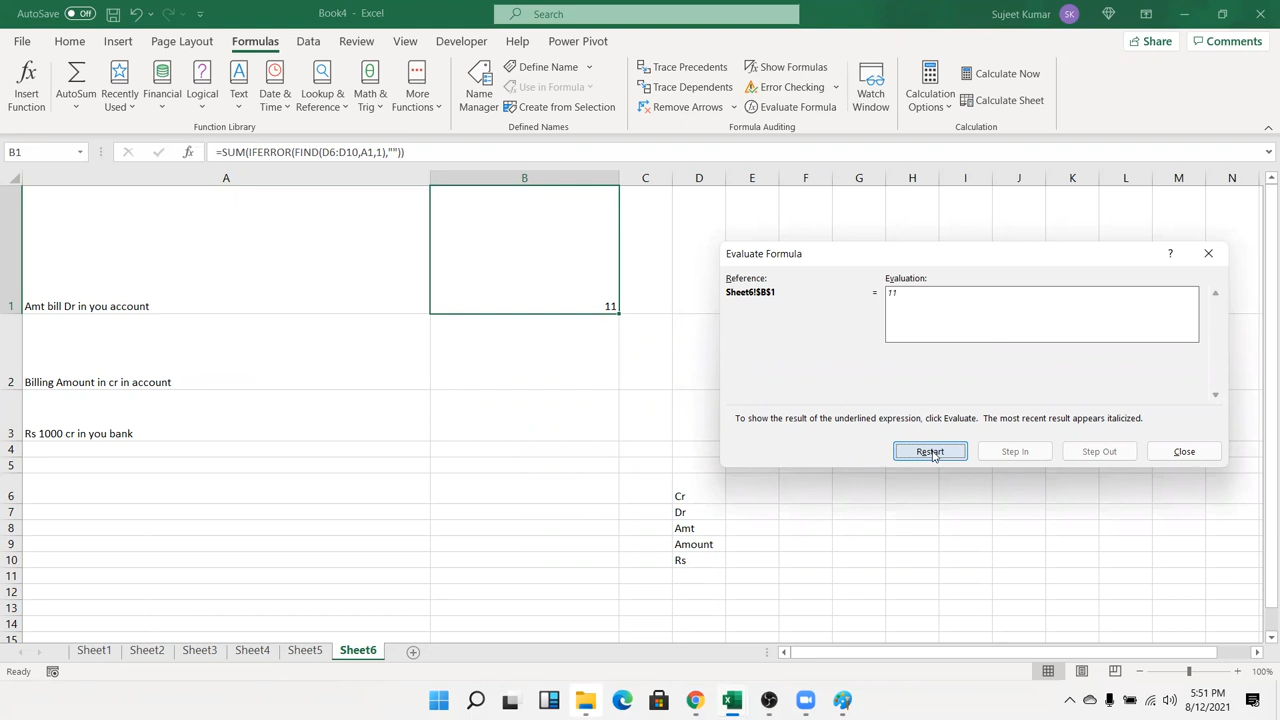 AutoSave Off Book4 - Excel Search Sujeet Kumar SK
File Home Insert Page Layout Formulas Data Review View Developer Help Power Pivot Share Comments
Insert Function
AutoSum
Recently Used
Financial
Logical
Text
Date & Time
Lookup & Reference
Math & Trig
More Functions
Function Library
Name Manager
Define Name
Use in Formula
Create from Selection
Defined Names
Trace Precedents
Trace Dependents
Remove Arrows
Show Formulas
Error Checking
Evaluate Formula
Formula Auditing
Watch Window
Calculation Options
Calculate Now
Calculate Sheet
Calculation
B1 fx =SUM(IFERROR(FIND(D6:D10,A1,1),""))
A B C D E F G H I J K L M N
1 Amt bill Dr in you account 11
2 Billing Amount in cr in account
3 Rs 1000 cr in you bank
4
5
6 Cr
7 Dr
8 Amt
9 Amount
10 Rs
11
12
13
14
15
Evaluate Formula ?
Reference: Evaluation:
Sheet6!$B$1 = 11
To show the result of the underlined expression, click Evaluate. The most recent result appears italicized.
Restart Step In Step Out Close
Sheet1 Sheet2 Sheet3 Sheet4 Sheet5 Sheet6
Ready 100%
5:51 PM
8/12/2021